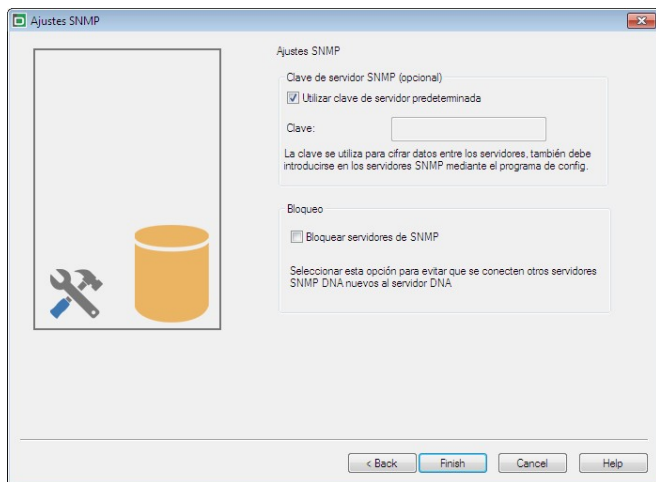 Ajustes SNMP
Ajustes SNMP
Clave de servidor SNMP (opcional)
Utilizar clave de servidor predeterminada
Clave:
La clave se utiliza para cifrar datos entre los servidores, también debe
introducirse en los servidores SNMP mediante el programa de config.
Bloqueo
Bloquear servidores de SNMP
Seleccionar esta opción para evitar que se conecten otros servidores
SNMP DNA nuevos al servidor DNA
< Back Finish Cancel Help